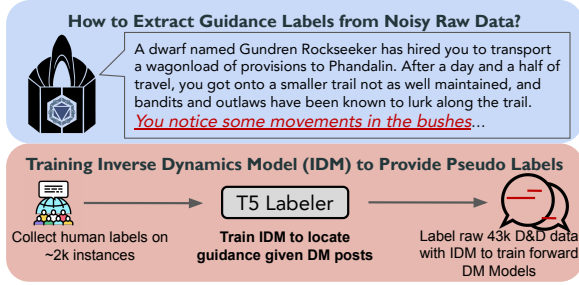 How to Extract Guidance Labels from Noisy Raw Data?
A dwarf named Gundren Rockseeker has hired you to transport
a wagonload of provisions to Phandalin. After a day and a half of
travel, you got onto a smaller trail not as well maintained, and
bandits and outlaws have been known to lurk along the trail.
You notice some movements in the bushes...
Training Inverse Dynamics Model (IDM) to Provide Pseudo Labels
T5 Labeler
Collect human labels on
~2k instances
Train IDM to locate
guidance given DM posts
Label raw 43k D&D data
with IDM to train forward
DM Models